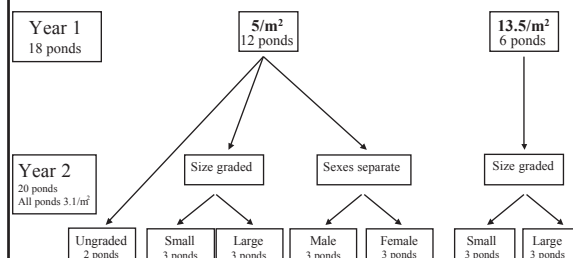 Year 1
18 ponds
5/m²
12 ponds
13.5/m²
6 ponds
Year 2
20 ponds
All ponds 3.1/m²
Size graded
Sexes separate
Size graded
Ungraded
2 ponds
Small
3 ponds
Large
3 ponds
Male
3 ponds
Female
3 ponds
Small
3 ponds
Large
3 ponds